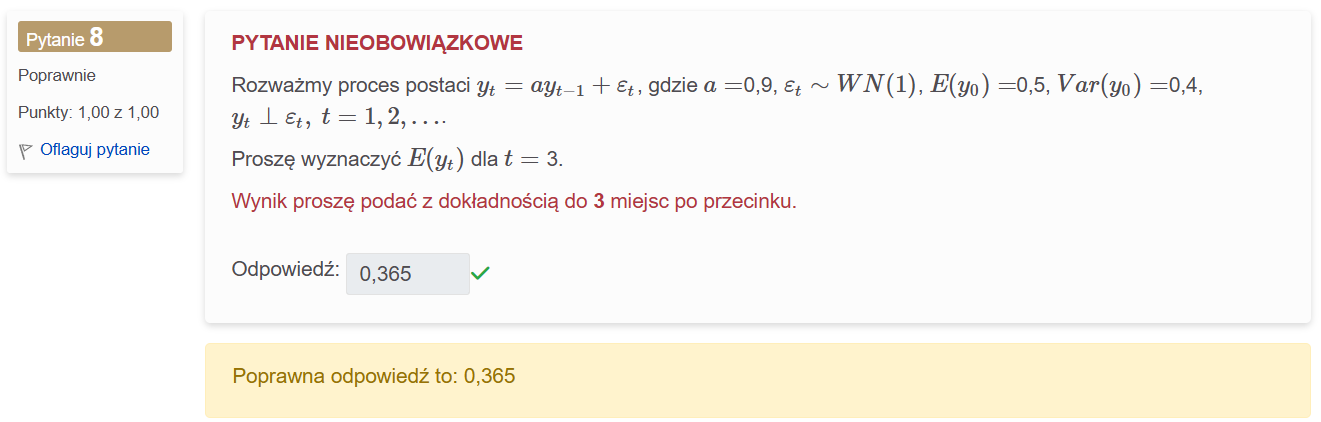 Pytanie 8
Poprawnie
Punkty: 1,00 z 1,00
Oflaguj pytanie
PYTANIE NIEOBOWIĄZKOWE
Rozważmy proces postaci $y_t = ay_{t-1} + \varepsilon_t$, gdzie $a =$0,9, $\varepsilon_t \sim WN(1)$, $E(y_0) =$0,5, $Var(y_0) =$0,4,
$y_t \perp \varepsilon_t,\ t = 1, 2, \ldots$.
Proszę wyznaczyć $E(y_t)$ dla $t =$ 3.
Wynik proszę podać z dokładnością do 3 miejsc po przecinku.
Odpowiedź: 0,365
Poprawna odpowiedź to: 0,365